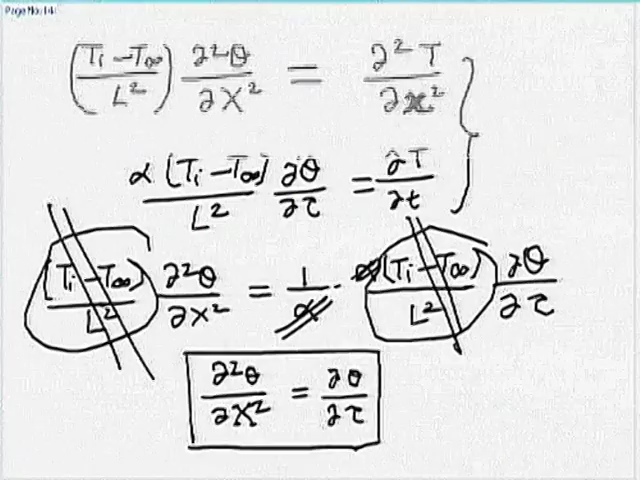 Page No: 14
(Ti - T∞ / L²) ∂²θ/∂X² = ∂²T/∂x² }
α (Ti - T∞)/L² ∂θ/∂τ = ∂T/∂t
(Ti - T∞)/L² ∂²θ/∂X² = 1/α · α(Ti - T∞)/L² ∂θ/∂τ
∂²θ/∂X² = ∂θ/∂τ